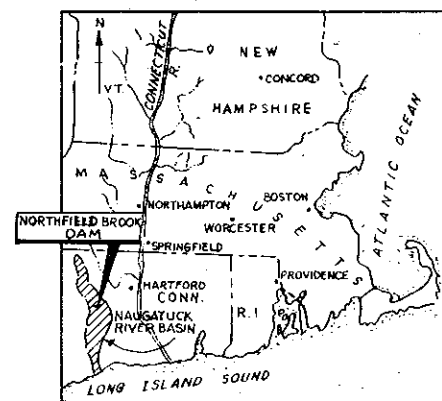 N
NEW
CONCORD
HAMPSHIRE
VT.
CONNECTICUT R.
MASSACHUSETTS
NORTHAMPTON
BOSTON
WORCESTER
SPRINGFIELD
ATLANTIC OCEAN
NORTHFIELD BROOK
DAM
HARTFORD
CONN.
PROVIDENCE
R.I.
NAUGATUCK
RIVER BASIN
LONG ISLAND SOUND